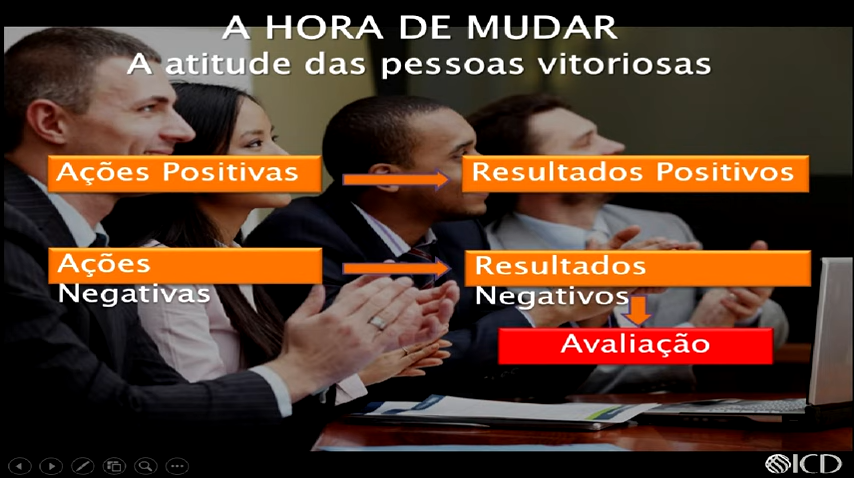 A HORA DE MUDAR
A atitude das pessoas vitoriosas
Ações Positivas
Resultados Positivos
Ações
Negativas
Resultados
Negativos
Avaliação
ICD